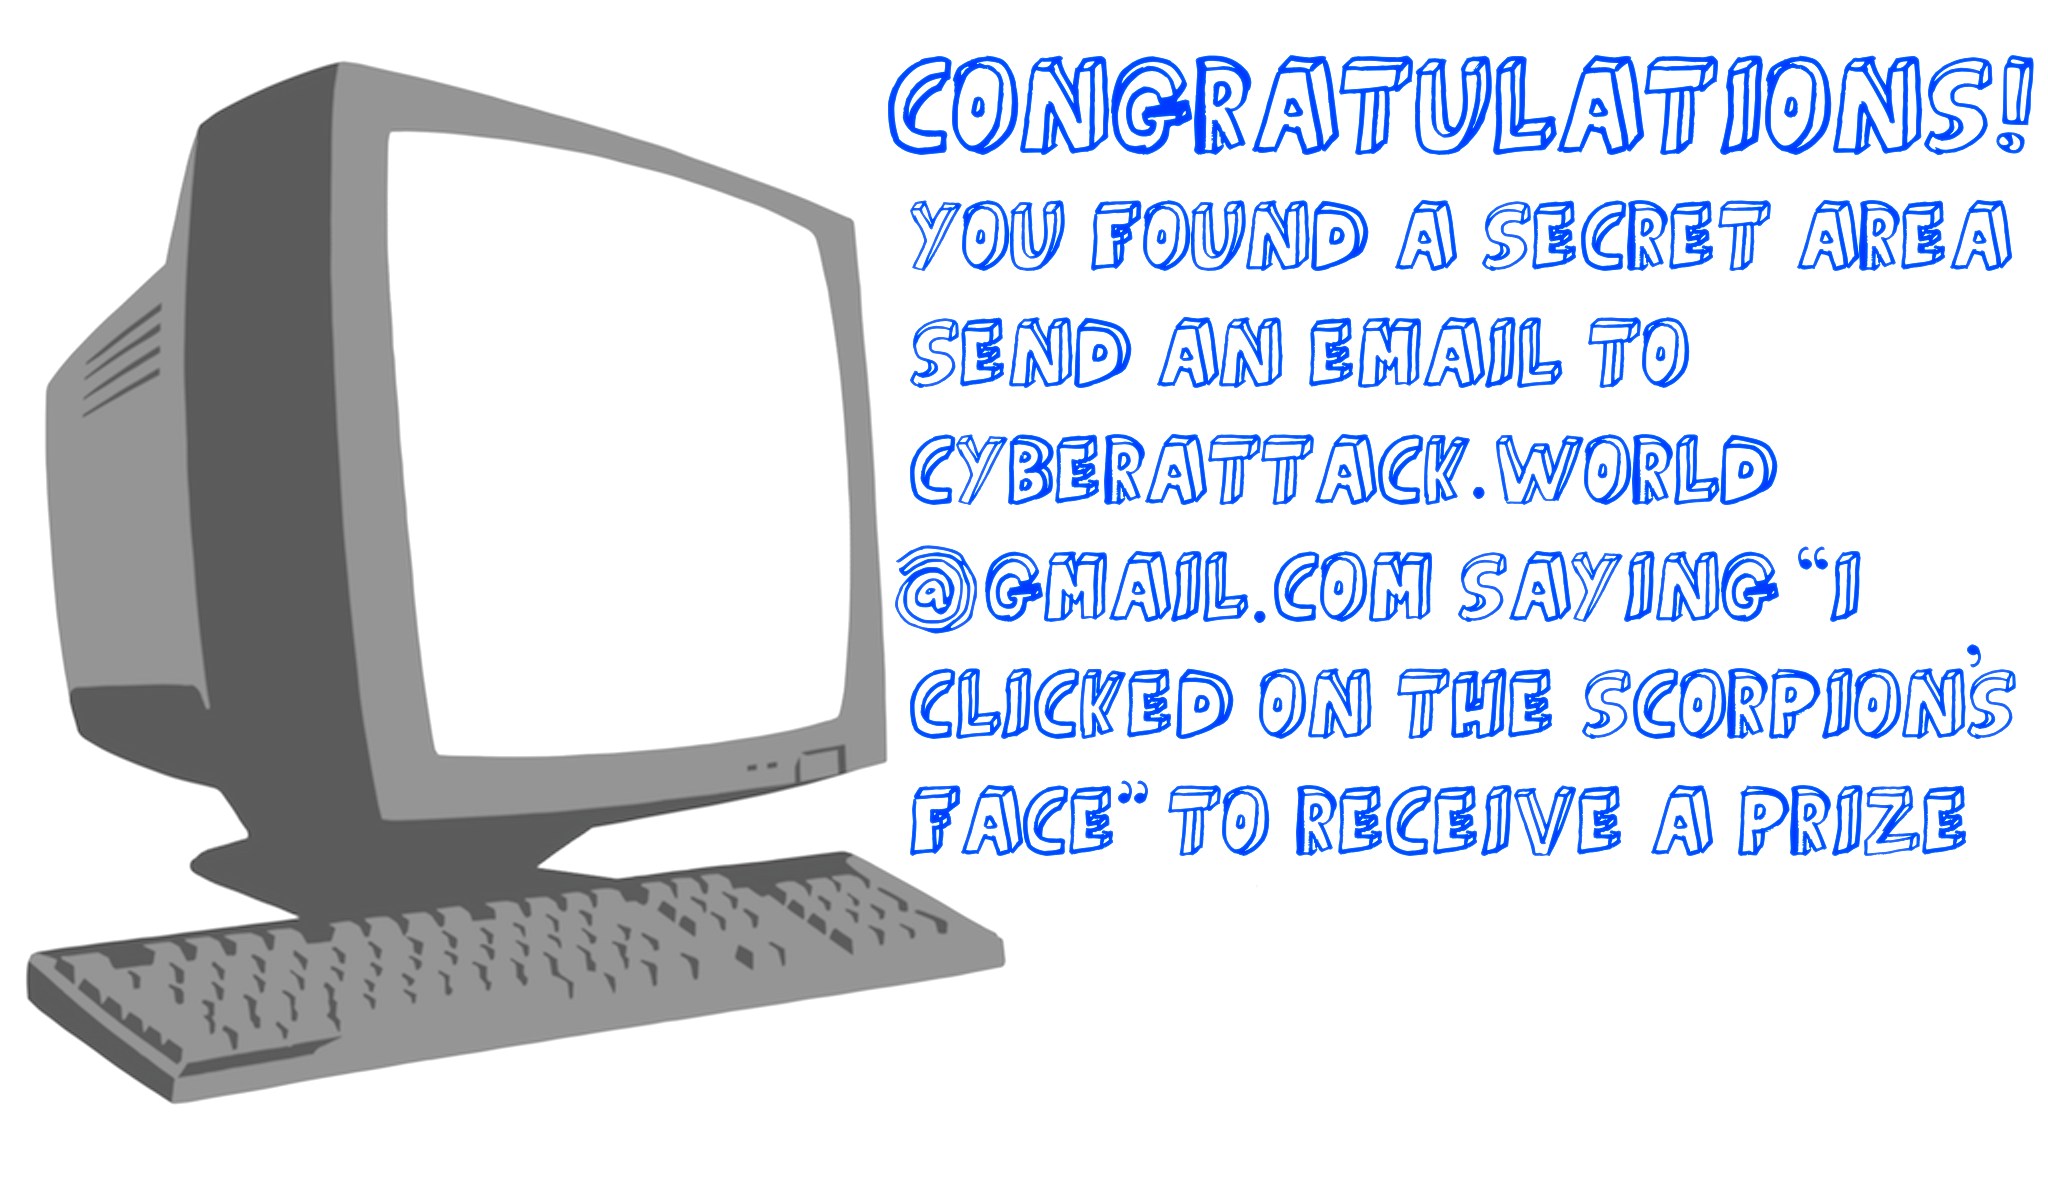 CONGRATULATIONS!
YOU FOUND A SECRET AREA
SEND AN EMAIL TO
CYBERATTACK.WORLD
@GMAIL.COM SAYING “I
CLICKED ON THE SCORPION’S
FACE” TO RECEIVE A PRIZE